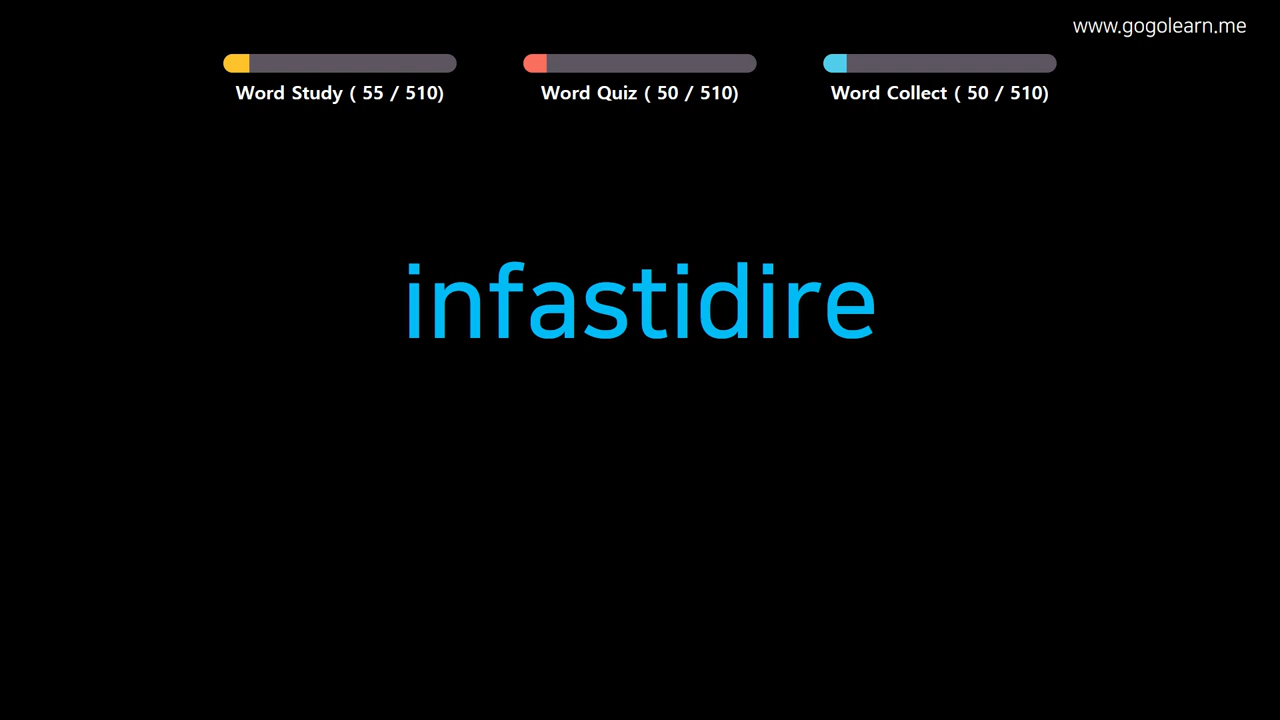 www.gogolearn.me
Word Study ( 55 / 510)
Word Quiz ( 50 / 510)
Word Collect ( 50 / 510)
infastidire